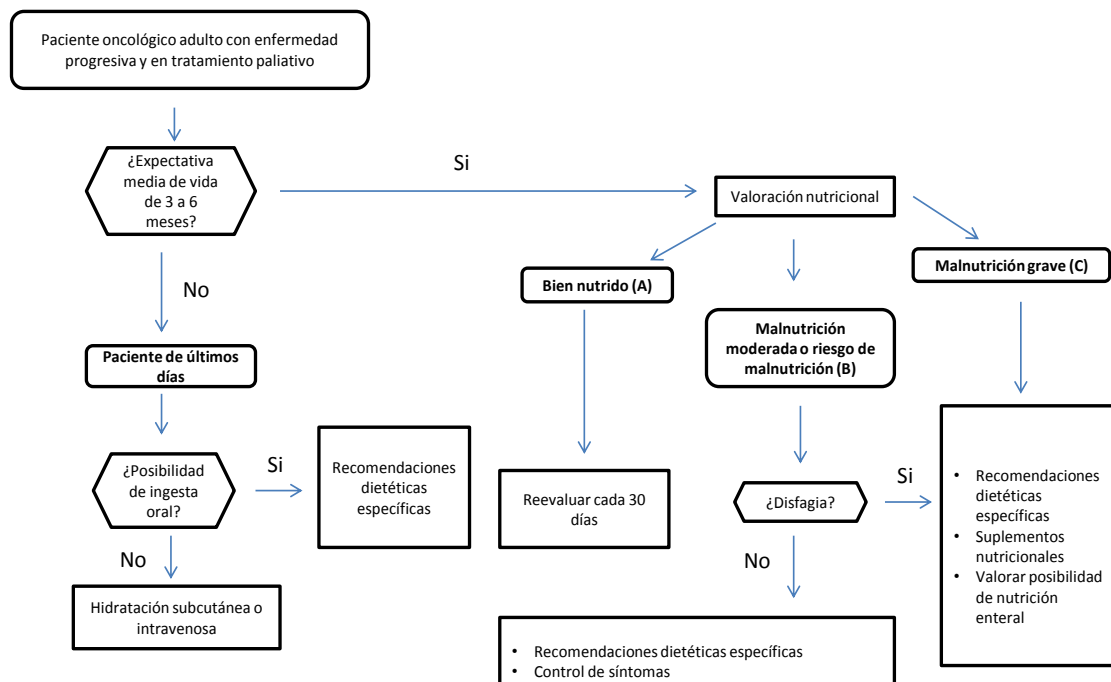 Paciente oncológico adulto con enfermedad
progresiva y en tratamiento paliativo
¿Expectativa
media de vida
de 3 a 6
meses?
Si
Valoración nutricional
No
Bien nutrido (A)
Malnutrición grave (C)
Malnutrición
moderada o riesgo de
malnutrición (B)
Paciente de últimos
días
¿Posibilidad
de ingesta
oral?
Si
Recomendaciones
dietéticas
específicas
Reevaluar cada 30
días
¿Disfagia?
Si
• Recomendaciones
dietéticas
específicas
• Suplementos
nutricionales
• Valorar posibilidad
de nutrición
enteral
No
Hidratación subcutánea o
intravenosa
No
• Recomendaciones dietéticas específicas
• Control de síntomas